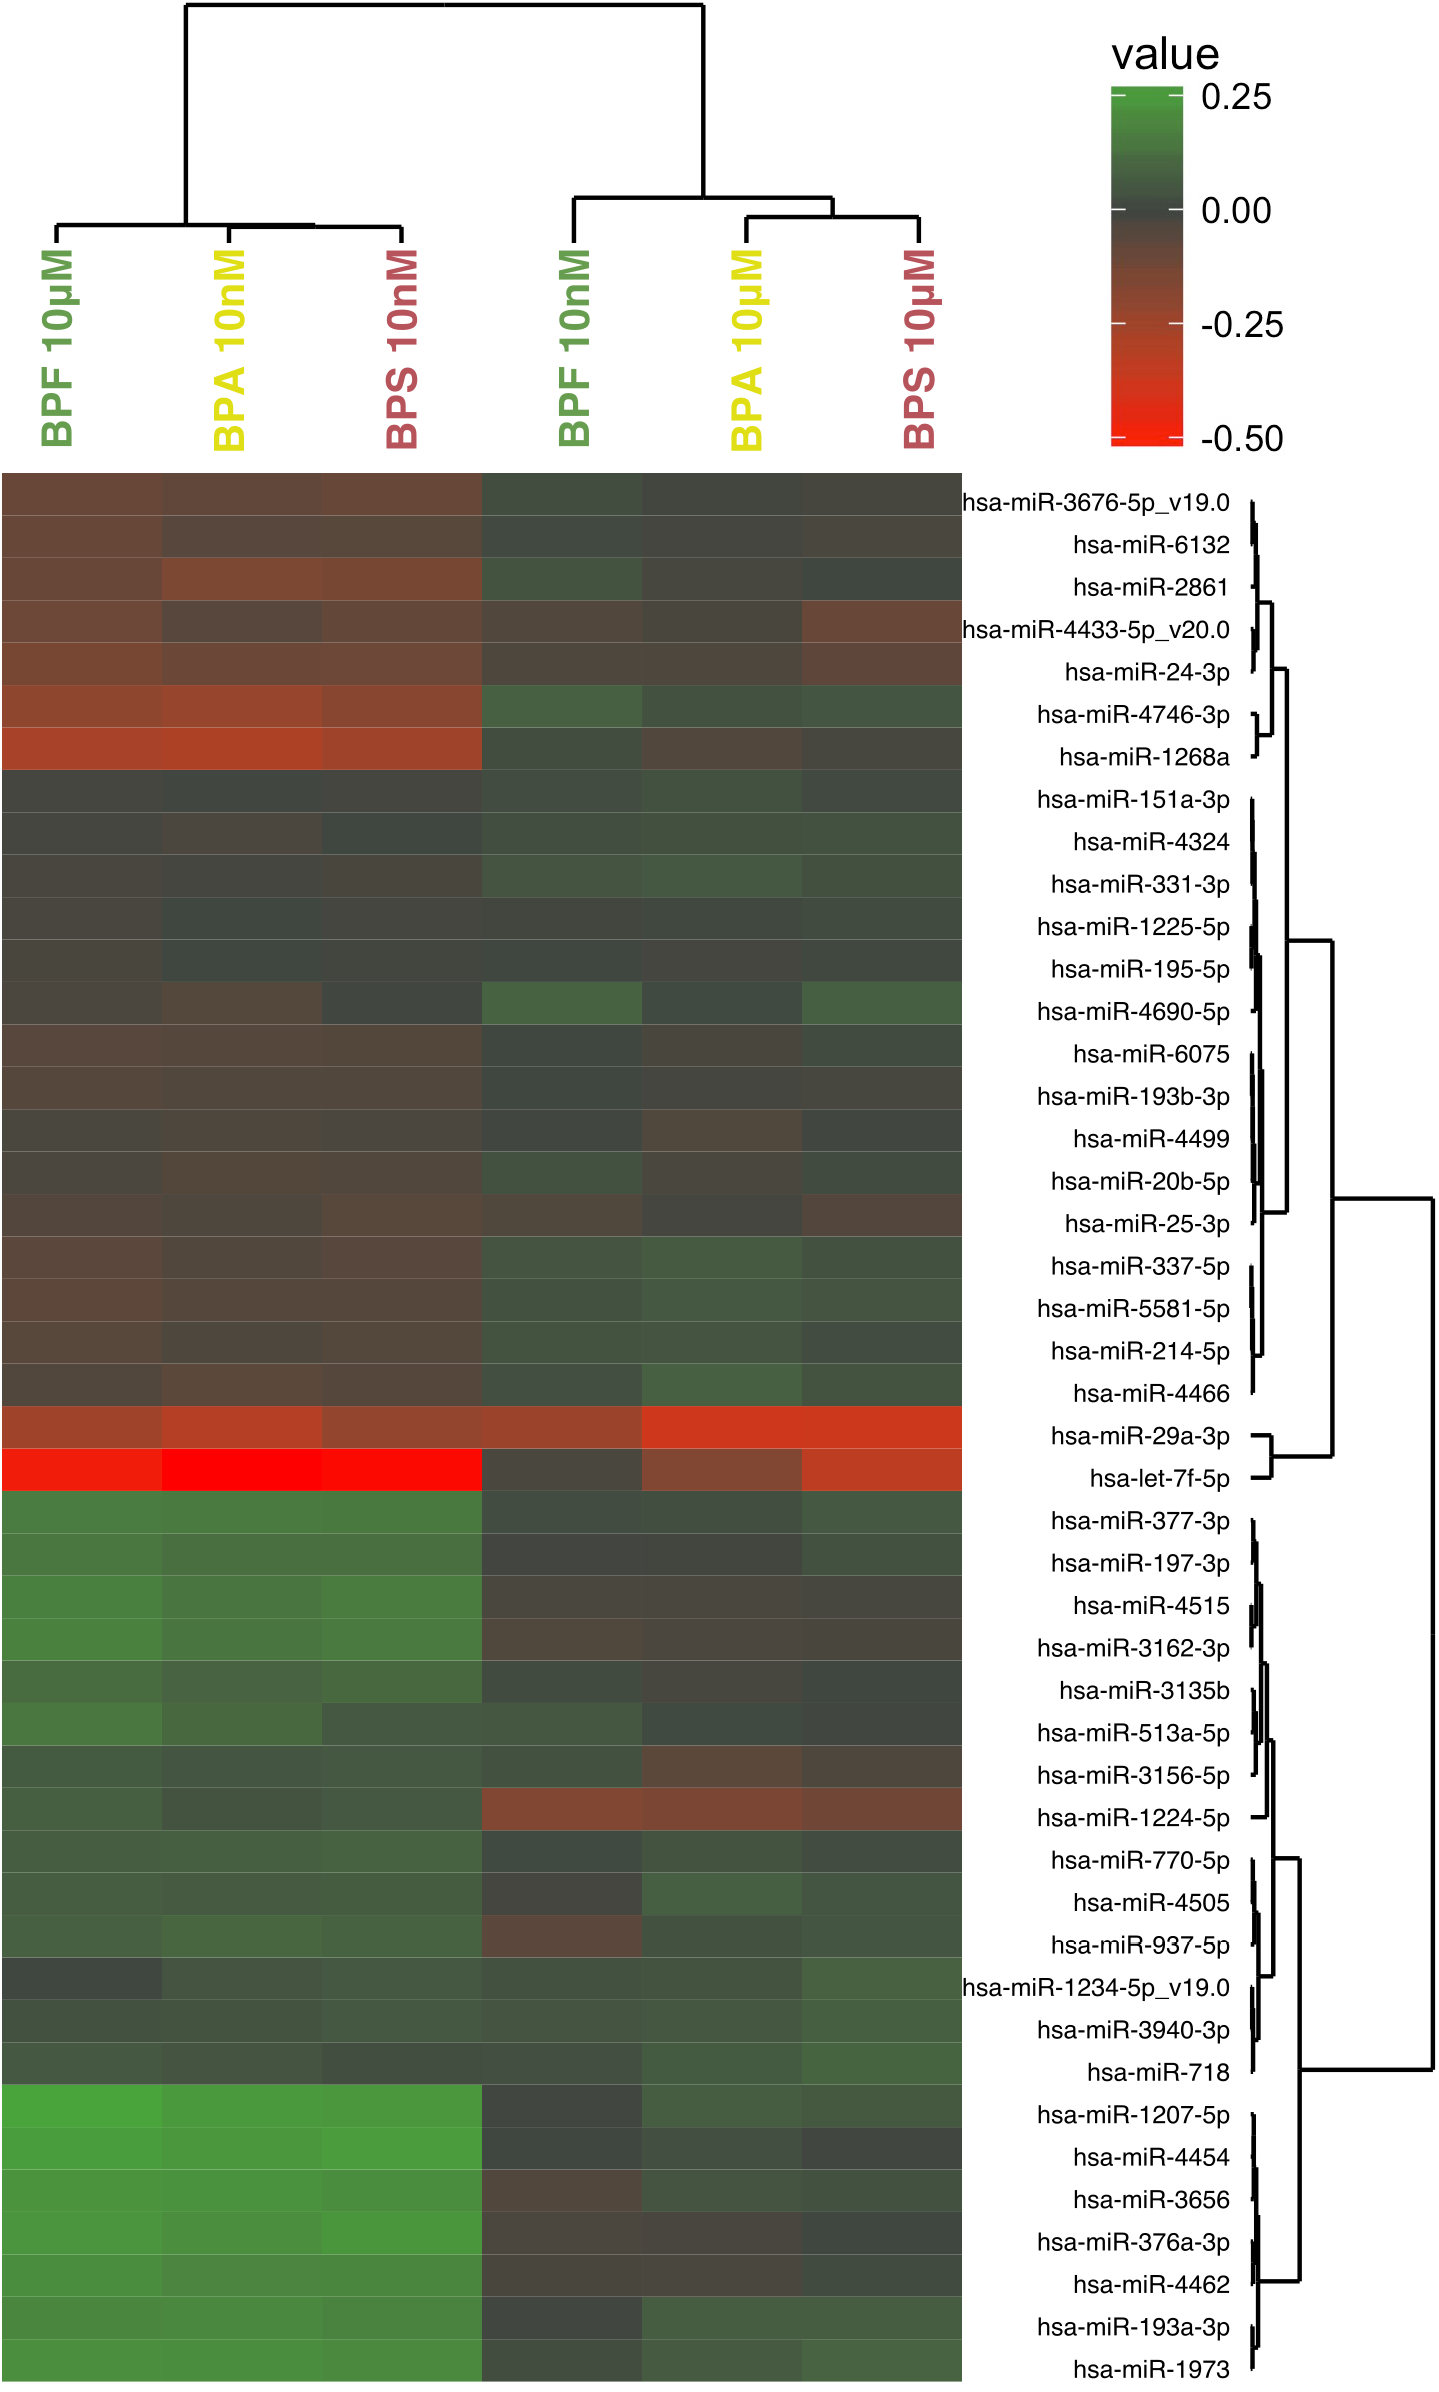 value
0.25
0.00
-0.25
-0.50
BPF 10µM
BPA 10nM
BPS 10nM
BPF 10nM
BPA 10µM
BPS 10µM
hsa-miR-3676-5p_v19.0
hsa-miR-6132
hsa-miR-2861
hsa-miR-4433-5p_v20.0
hsa-miR-24-3p
hsa-miR-4746-3p
hsa-miR-1268a
hsa-miR-151a-3p
hsa-miR-4324
hsa-miR-331-3p
hsa-miR-1225-5p
hsa-miR-195-5p
hsa-miR-4690-5p
hsa-miR-6075
hsa-miR-193b-3p
hsa-miR-4499
hsa-miR-20b-5p
hsa-miR-25-3p
hsa-miR-337-5p
hsa-miR-5581-5p
hsa-miR-214-5p
hsa-miR-4466
hsa-miR-29a-3p
hsa-let-7f-5p
hsa-miR-377-3p
hsa-miR-197-3p
hsa-miR-4515
hsa-miR-3162-3p
hsa-miR-3135b
hsa-miR-513a-5p
hsa-miR-3156-5p
hsa-miR-1224-5p
hsa-miR-770-5p
hsa-miR-4505
hsa-miR-937-5p
hsa-miR-1234-5p_v19.0
hsa-miR-3940-3p
hsa-miR-718
hsa-miR-1207-5p
hsa-miR-4454
hsa-miR-3656
hsa-miR-376a-3p
hsa-miR-4462
hsa-miR-193a-3p
hsa-miR-1973